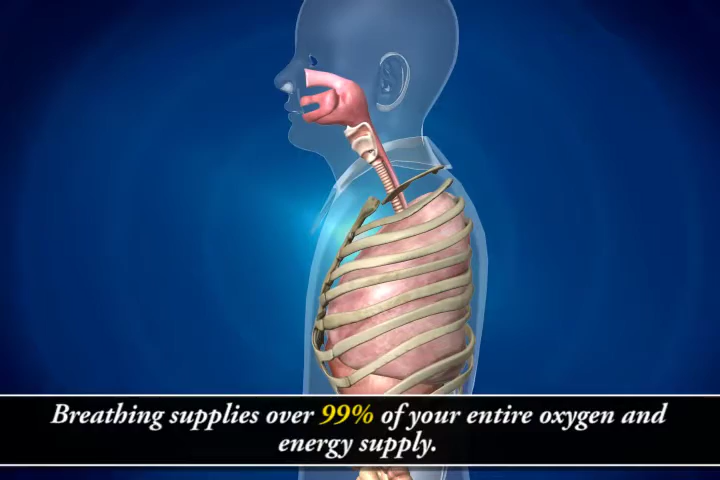 Breathing supplies over 99% of your entire oxygen and
energy supply.